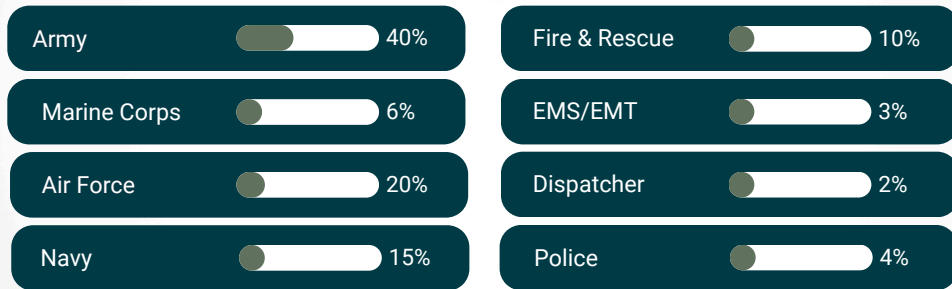 Army 40%
Marine Corps 6%
Air Force 20%
Navy 15%
Fire & Rescue 10%
EMS/EMT 3%
Dispatcher 2%
Police 4%